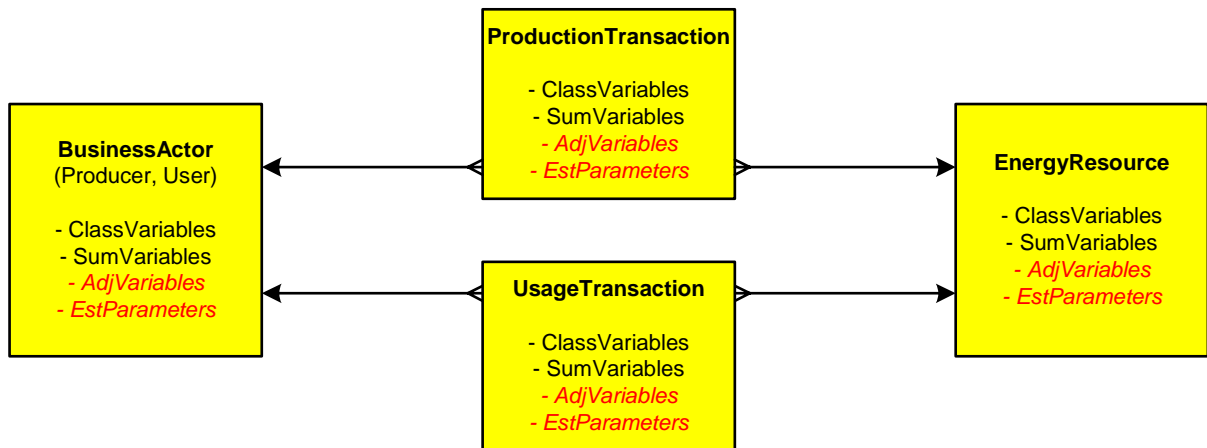 ProductionTransaction
- ClassVariables
- SumVariables
- AdjVariables
- EstParameters
BusinessActor
(Producer, User)
- ClassVariables
- SumVariables
- AdjVariables
- EstParameters
EnergyResource
- ClassVariables
- SumVariables
- AdjVariables
- EstParameters
UsageTransaction
- ClassVariables
- SumVariables
- AdjVariables
- EstParameters